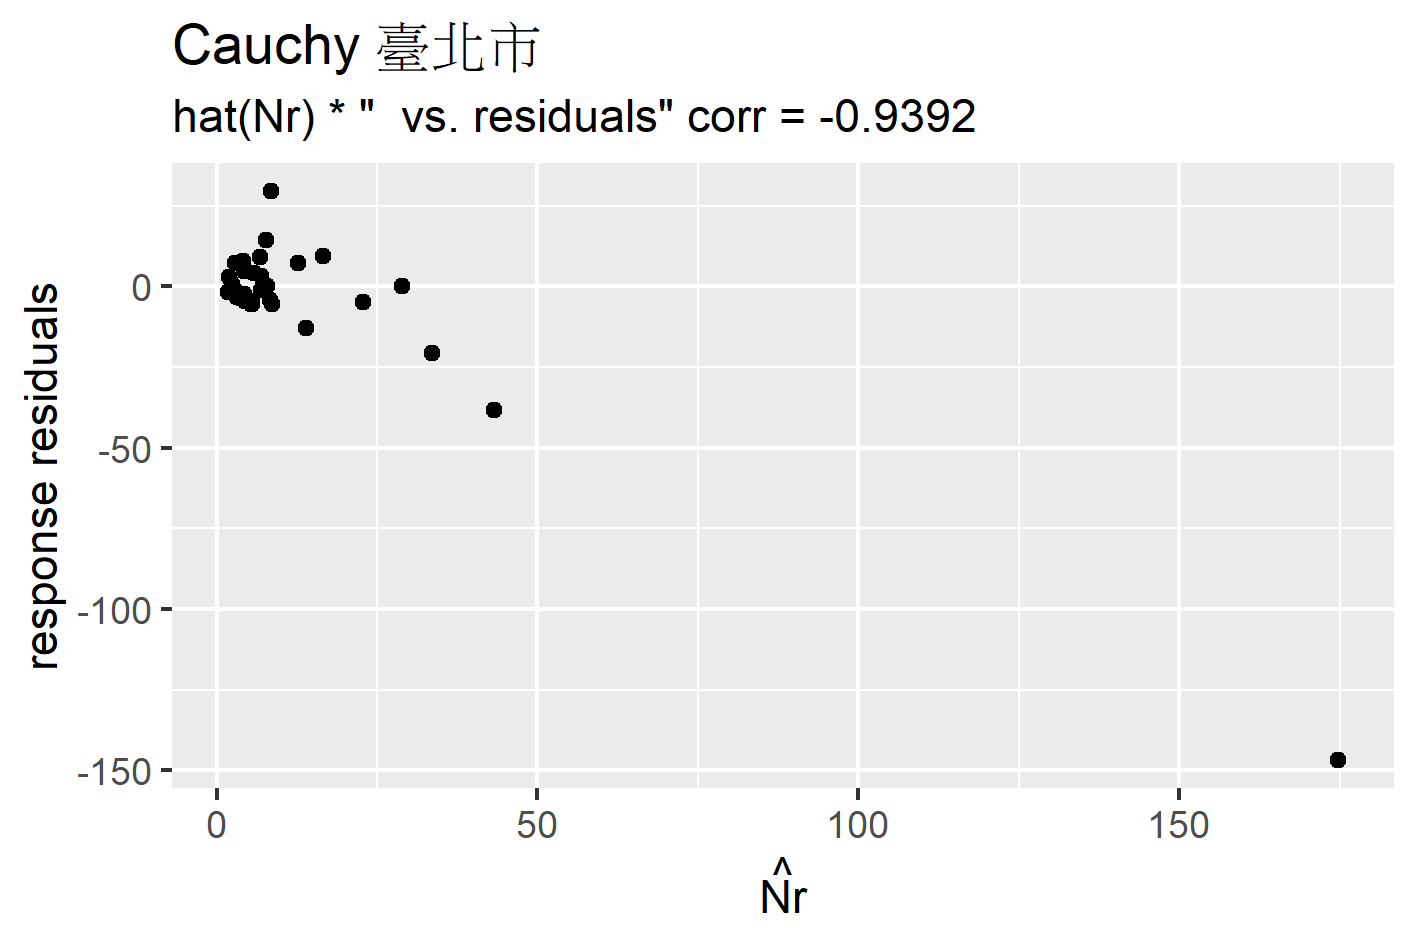 Cauchy 臺北市
hat(Nr) * "  vs. residuals" corr = -0.9392
response residuals
0
-50
-100
-150
0
50
100
150
^
Nr